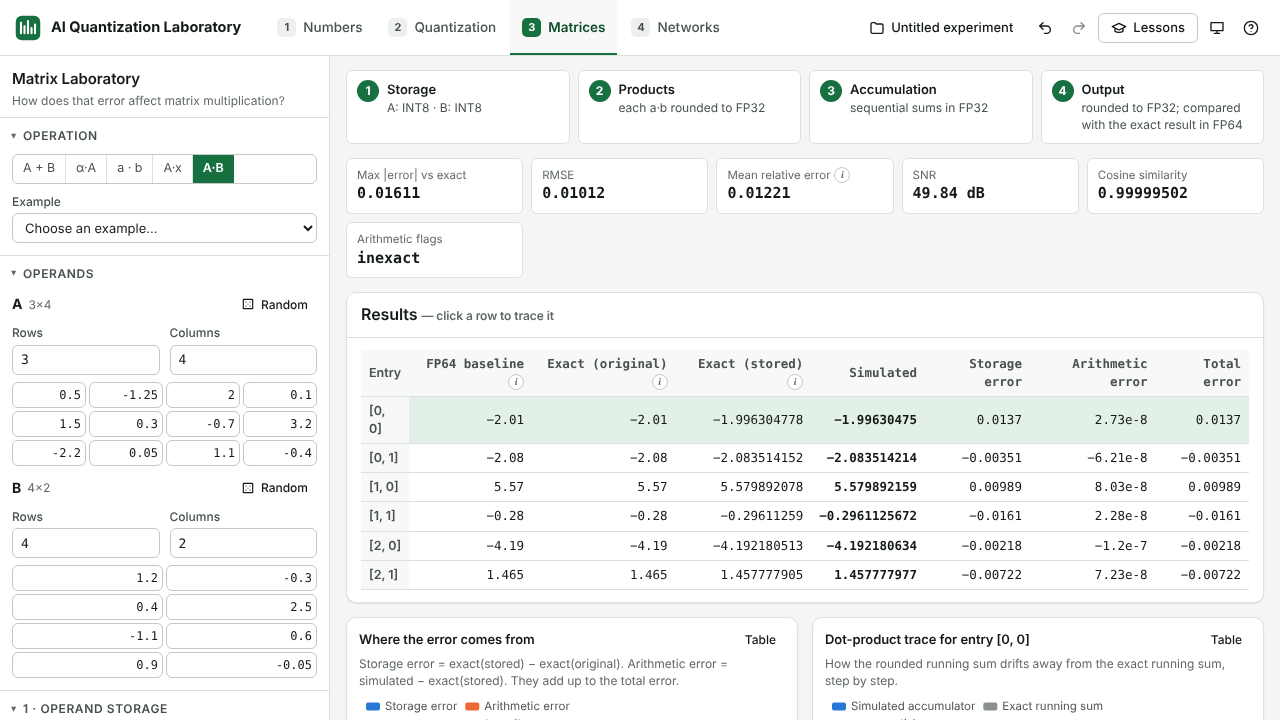 AI Quantization Laboratory
1 Numbers
2 Quantization
3 Matrices
4 Networks
Untitled experiment
Lessons
Matrix Laboratory
How does that error affect matrix multiplication?
▾ OPERATION
A + B α·A a · b A·x A·B
Example
Choose an example...
▾ OPERANDS
A 3×4 Random
Rows Columns
3 4
0.5 -1.25 2 0.1
1.5 0.3 -0.7 3.2
-2.2 0.05 1.1 -0.4
B 4×2 Random
Rows Columns
4 2
1.2 -0.3
0.4 2.5
-1.1 0.6
0.9 -0.05
▾ 1 · OPERAND STORAGE
1 Storage
A: INT8 · B: INT8
2 Products
each a·b rounded to FP32
3 Accumulation
sequential sums in FP32
4 Output
rounded to FP32; compared
with the exact result in FP64
Max |error| vs exact
0.01611
RMSE
0.01012
Mean relative error i
0.01221
SNR
49.84 dB
Cosine similarity
0.99999502
Arithmetic flags
inexact
Results — click a row to trace it
Entry FP64 baseline i Exact (original) i Exact (stored) i Simulated Storage error Arithmetic error Total error
[0, 0] −2.01 −2.01 −1.996304778 −1.99630475 0.0137 2.73e-8 0.0137
[0, 1] −2.08 −2.08 −2.083514152 −2.083514214 −0.00351 −6.21e-8 −0.00351
[1, 0] 5.57 5.57 5.579892078 5.579892159 0.00989 8.03e-8 0.00989
[1, 1] −0.28 −0.28 −0.29611259 −0.2961125672 −0.0161 2.28e-8 −0.0161
[2, 0] −4.19 −4.19 −4.192180513 −4.192180634 −0.00218 −1.2e-7 −0.00218
[2, 1] 1.465 1.465 1.457777905 1.457777977 −0.00722 7.23e-8 −0.00722
Where the error comes from Table
Storage error = exact(stored) − exact(original). Arithmetic error =
simulated − exact(stored). They add up to the total error.
Storage error Arithmetic error
Dot-product trace for entry [0, 0] Table
How the rounded running sum drifts away from the exact running sum,
step by step.
Simulated accumulator Exact running sum